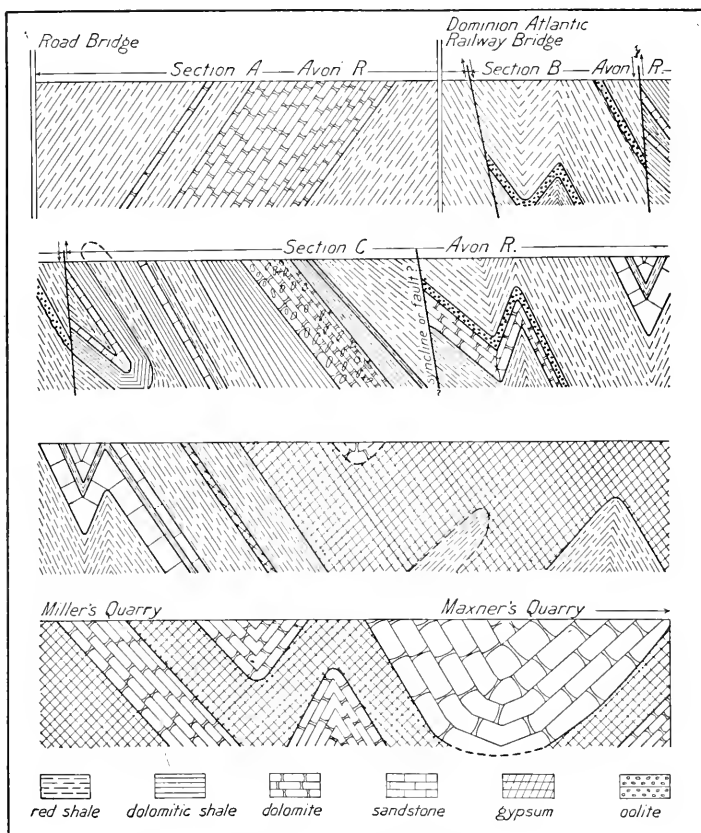 Road Bridge
Dominion Atlantic
Railway Bridge
Section A — Avon R
Section B — Avon R.
Section C — Avon R.
Syncline or fault?
?
Miller's Quarry
Maxner's Quarry
red shale
dolomitic shale
dolomite
sandstone
gypsum
oolite